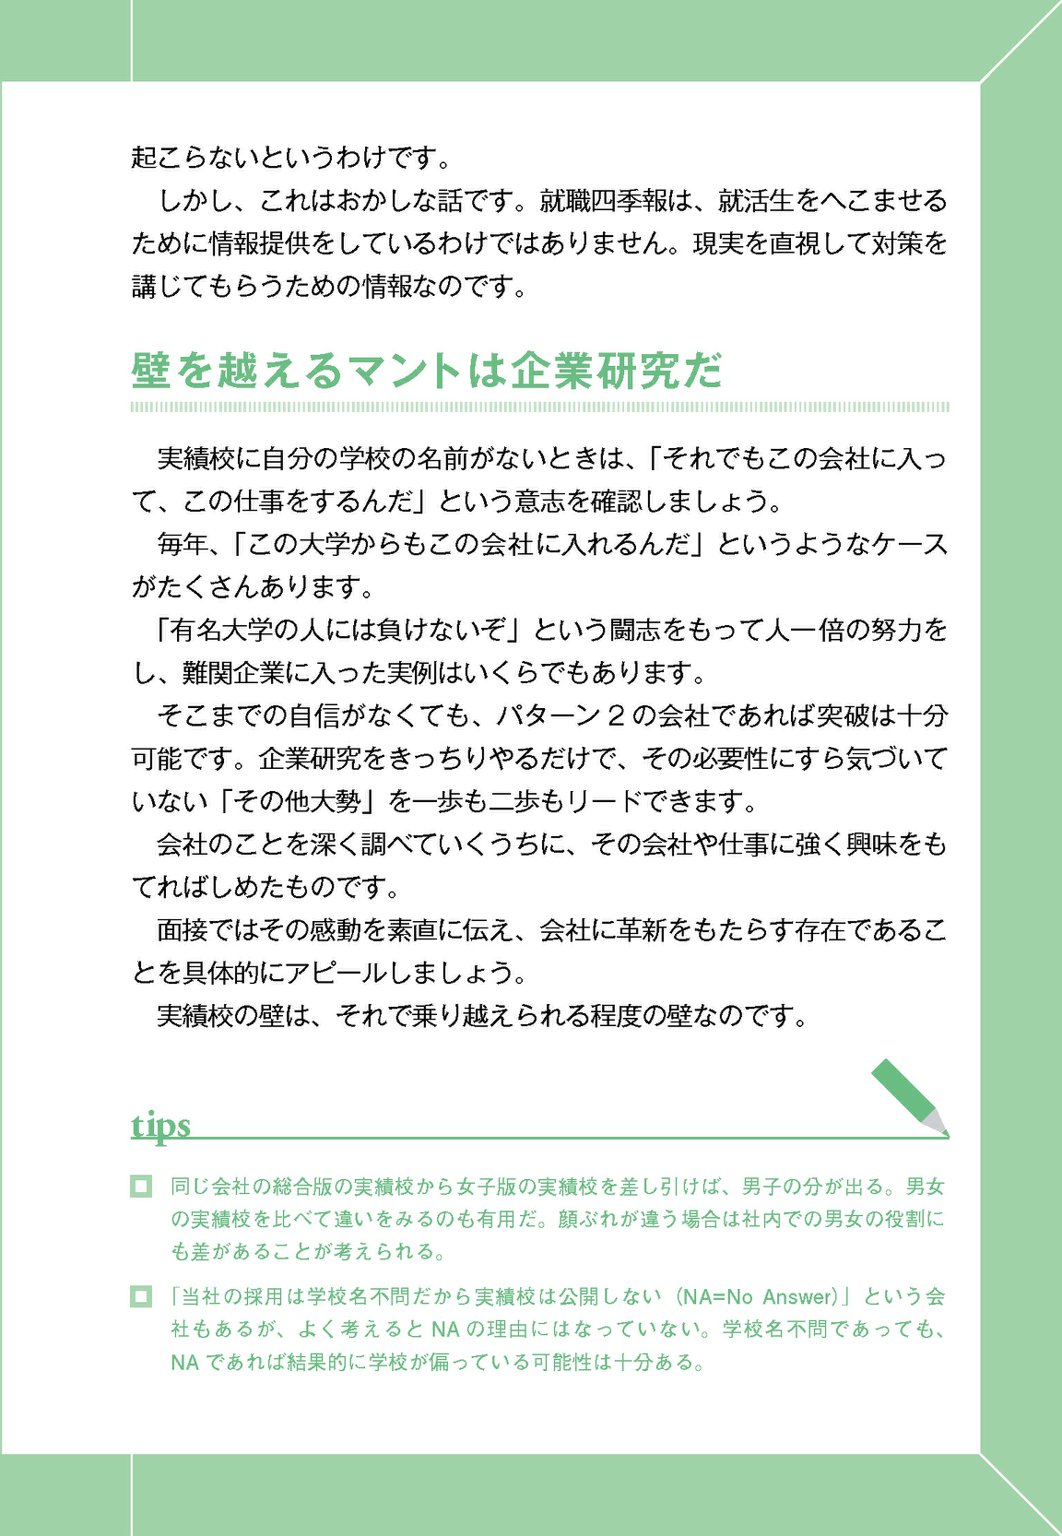 起こらないというわけです。
しかし、これはおかしな話です。就職四季報は、就活生をへこませる
ために情報提供をしているわけではありません。現実を直視して対策を
講じてもらうための情報なのです。
壁を越えるマントは企業研究だ
実績校に自分の学校の名前がないときは、「それでもこの会社に入っ
て、この仕事をするんだ」という意志を確認しましょう。
毎年、「この大学からもこの会社に入れるんだ」というようなケース
がたくさんあります。
「有名大学の人には負けないぞ」という闘志をもって人一倍の努力を
し、難関企業に入った実例はいくらでもあります。
そこまでの自信がなくても、パターン２の会社であれば突破は十分
可能です。企業研究をきっちりやるだけで、その必要性にすら気づいて
いない「その他大勢」を一歩も二歩もリードできます。
会社のことを深く調べていくうちに、その会社や仕事に強く興味をも
てればしめたものです。
面接ではその感動を素直に伝え、会社に革新をもたらす存在であるこ
とを具体的にアピールしましょう。
実績校の壁は、それで乗り越えられる程度の壁なのです。
tips
同じ会社の総合版の実績校から女子版の実績校を差し引けば、男子の分が出る。男女
の実績校を比べて違いをみるのも有用だ。顔ぶれが違う場合は社内での男女の役割に
も差があることが考えられる。
「当社の採用は学校名不問だから実績校は公開しない（NA=No Answer）」という会
社もあるが、よく考えると NA の理由にはなっていない。学校名不問であっても、
NA であれば結果的に学校が偏っている可能性は十分ある。